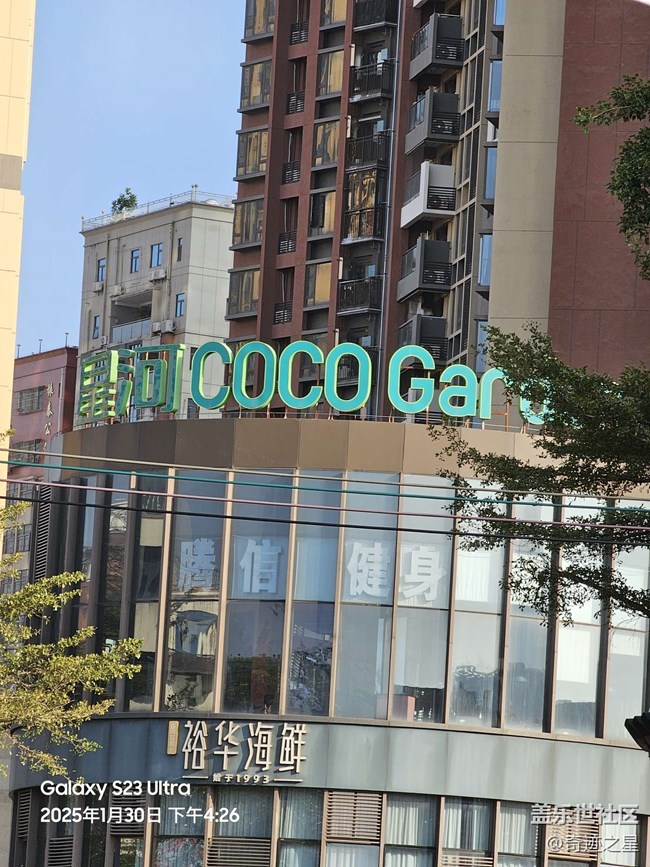 星河COCO Gar
腾信健身
裕华海鲜
始于1993
Galaxy S23 Ultra
2025年1月30日 下午4:26
盖乐世社区
@奇迹之星